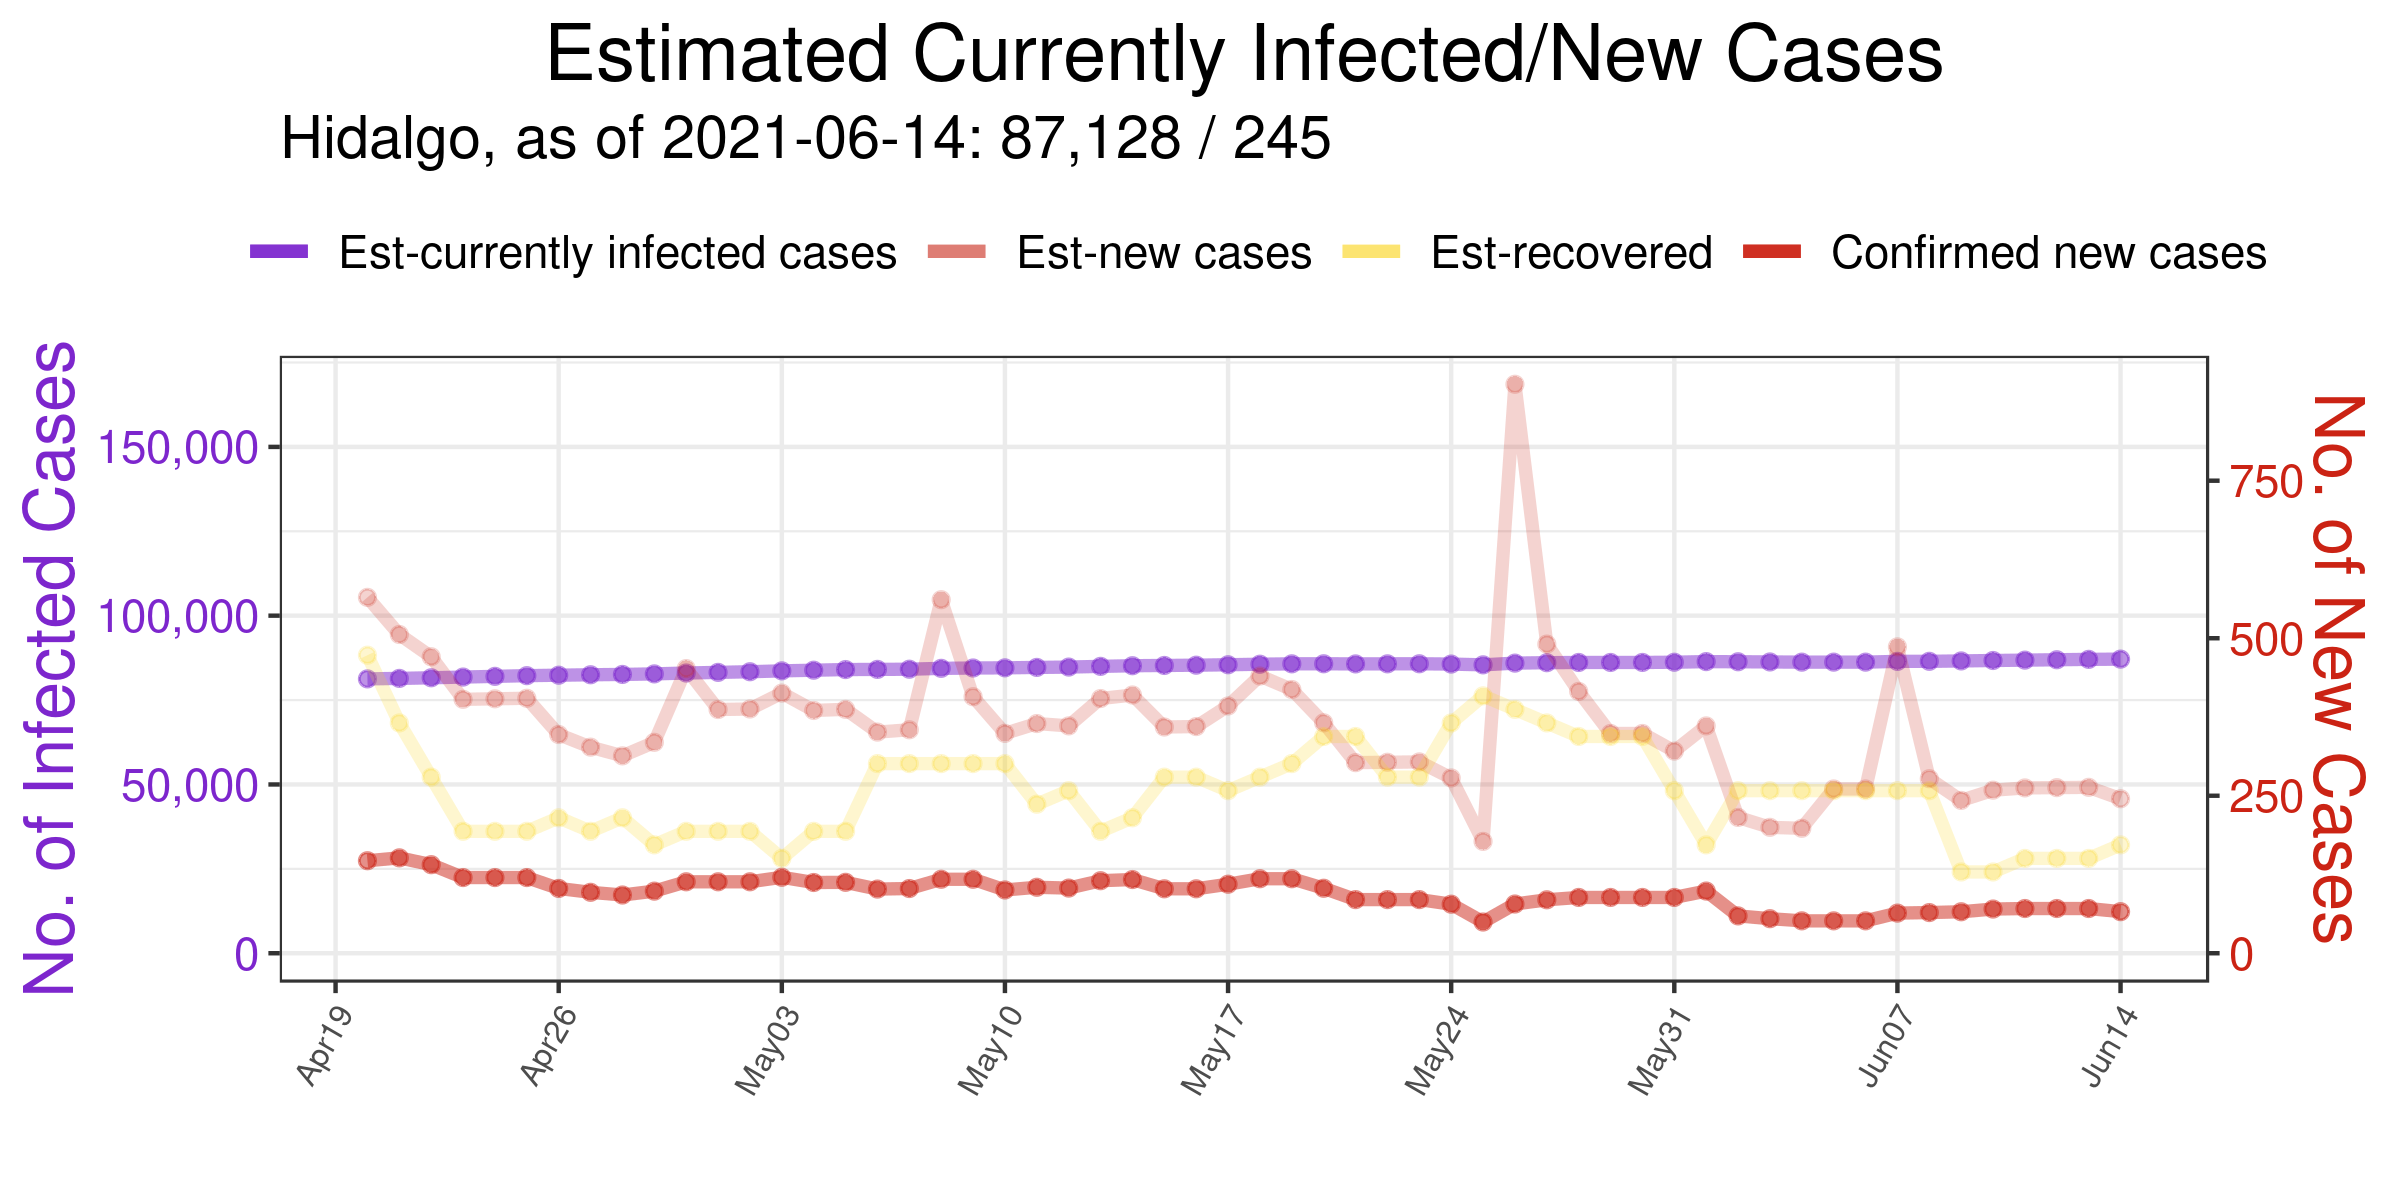 Estimated Currently Infected/New Cases
Hidalgo, as of 2021-06-14: 87,128 / 245
Est-currently infected cases
Est-new cases
Est-recovered
Confirmed new cases
No. of Infected Cases
150,000
100,000
50,000
0
No. of New Cases
750
500
250
0
Apr19
Apr26
May03
May10
May17
May24
May31
Jun07
Jun14